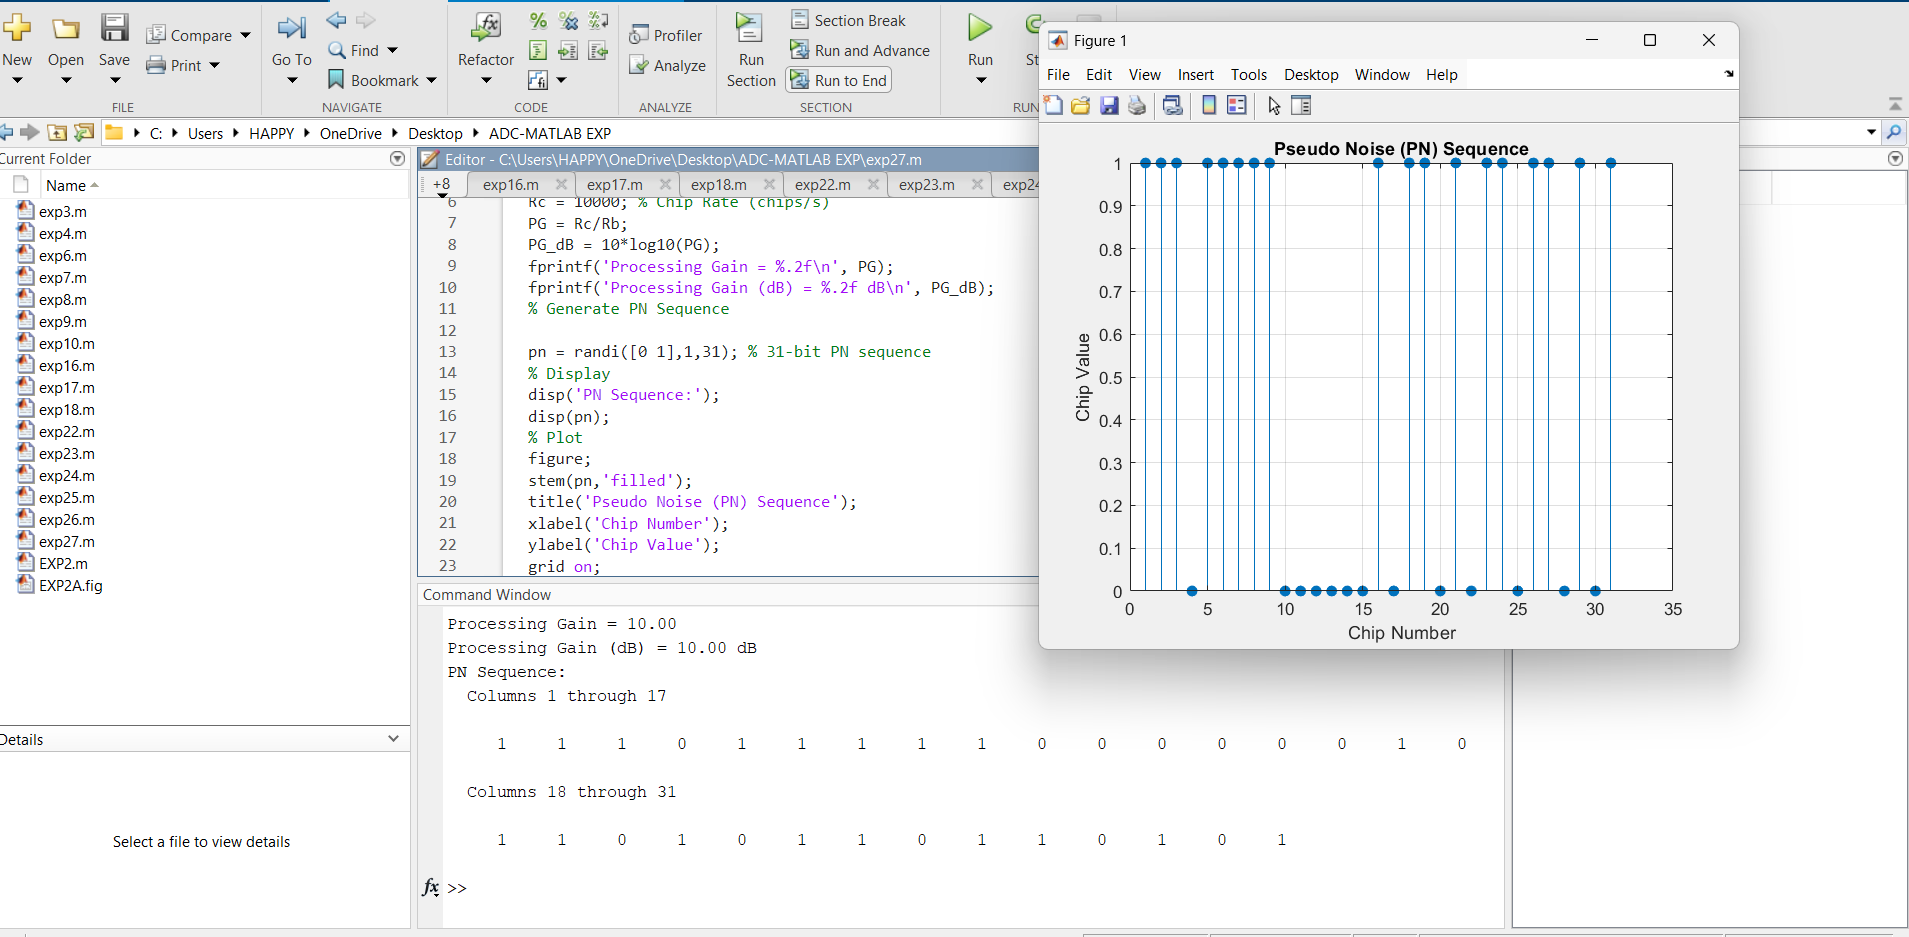 New
Open
Save
Compare
Print
FILE
Go To
Find
Bookmark
NAVIGATE
Refactor
CODE
Profiler
Analyze
ANALYZE
Run
Section
Section Break
Run and Advance
Run to End
SECTION
Run
RUN
C:
Users
HAPPY
OneDrive
Desktop
ADC-MATLAB EXP
Current Folder
Name
exp3.m
exp4.m
exp6.m
exp7.m
exp8.m
exp9.m
exp10.m
exp16.m
exp17.m
exp18.m
exp22.m
exp23.m
exp24.m
exp25.m
exp26.m
exp27.m
EXP2.m
EXP2A.fig
Details
Select a file to view details
Editor - C:\Users\HAPPY\OneDrive\Desktop\ADC-MATLAB EXP\exp27.m
+8 exp16.m exp17.m exp18.m exp22.m exp23.m exp24
6 Rc = 10000; % Chip Rate (chips/s)
7 PG = Rc/Rb;
8 PG_dB = 10*log10(PG);
9 fprintf('Processing Gain = %.2f\n', PG);
10 fprintf('Processing Gain (dB) = %.2f dB\n', PG_dB);
11 % Generate PN Sequence
12
13 pn = randi([0 1],1,31); % 31-bit PN sequence
14 % Display
15 disp('PN Sequence:');
16 disp(pn);
17 % Plot
18 figure;
19 stem(pn,'filled');
20 title('Pseudo Noise (PN) Sequence');
21 xlabel('Chip Number');
22 ylabel('Chip Value');
23 grid on;
Command Window
Processing Gain = 10.00
Processing Gain (dB) = 10.00 dB
PN Sequence:
Columns 1 through 17
1 1 1 0 1 1 1 1 1 0 0 0 0 0 0 1 0
Columns 18 through 31
1 1 0 1 0 1 1 0 1 1 0 1 0 1
fx >>
Figure 1
File Edit View Insert Tools Desktop Window Help
Pseudo Noise (PN) Sequence
Chip Value
1
0.9
0.8
0.7
0.6
0.5
0.4
0.3
0.2
0.1
0
0 5 10 15 20 25 30 35
Chip Number